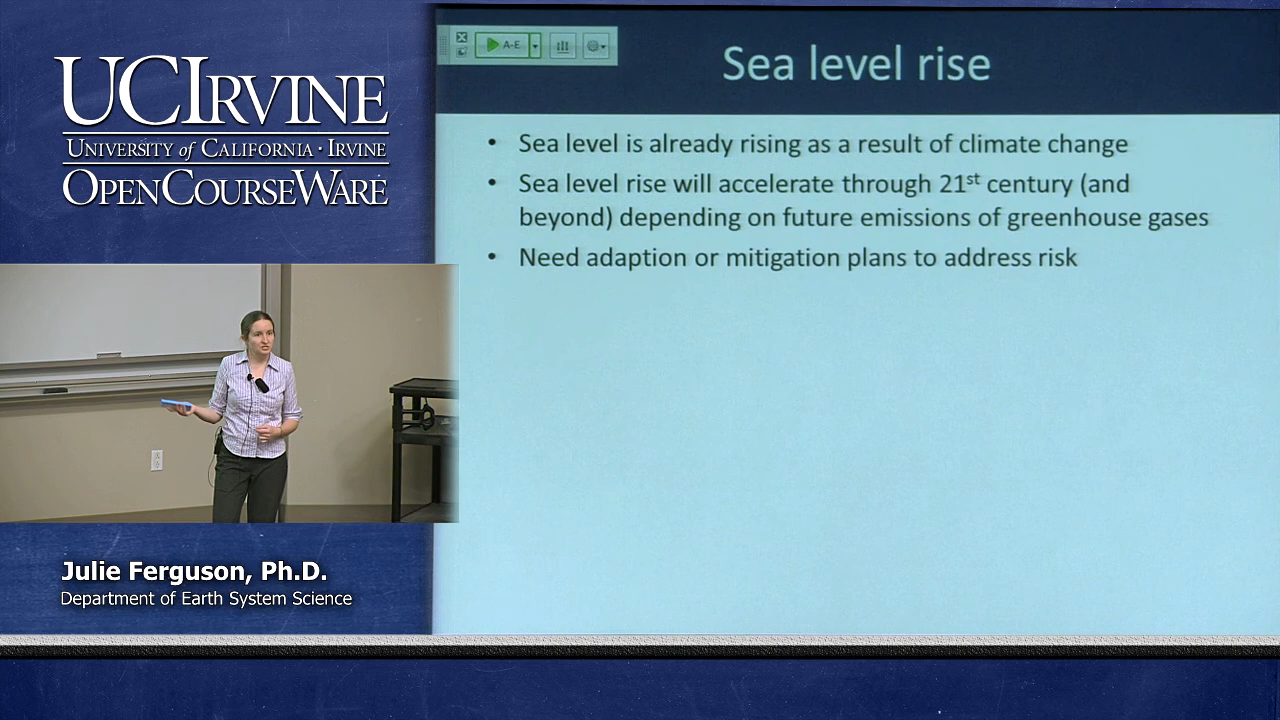 UCIRVINE
UNIVERSITY of CALIFORNIA · IRVINE
OPENCOURSEWARE
A-E
Sea level rise
• Sea level is already rising as a result of climate change
• Sea level rise will accelerate through 21st century (and
beyond) depending on future emissions of greenhouse gases
• Need adaption or mitigation plans to address risk
Julie Ferguson, Ph.D.
Department of Earth System Science